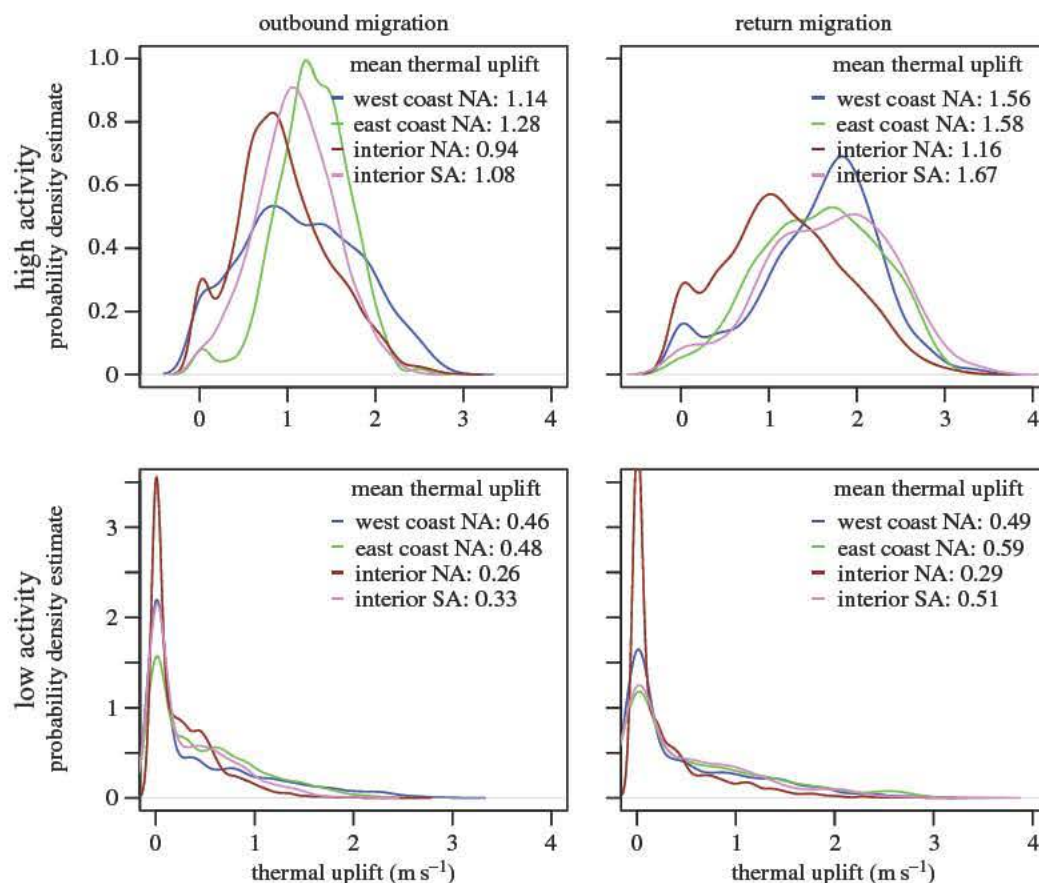 outbound migration
return migration
high activity
probability density estimate
1.0
0.8
0.6
0.4
0.2
0
mean thermal uplift
west coast NA: 1.14
east coast NA: 1.28
interior NA: 0.94
interior SA: 1.08
0 1 2 3 4
mean thermal uplift
west coast NA: 1.56
east coast NA: 1.58
interior NA: 1.16
interior SA: 1.67
0 1 2 3 4
low activity
probability density estimate
3
2
1
0
mean thermal uplift
west coast NA: 0.46
east coast NA: 0.48
interior NA: 0.26
interior SA: 0.33
0 1 2 3 4
thermal uplift (m s⁻¹)
mean thermal uplift
west coast NA: 0.49
east coast NA: 0.59
interior NA: 0.29
interior SA: 0.51
0 1 2 3 4
thermal uplift (m s⁻¹)